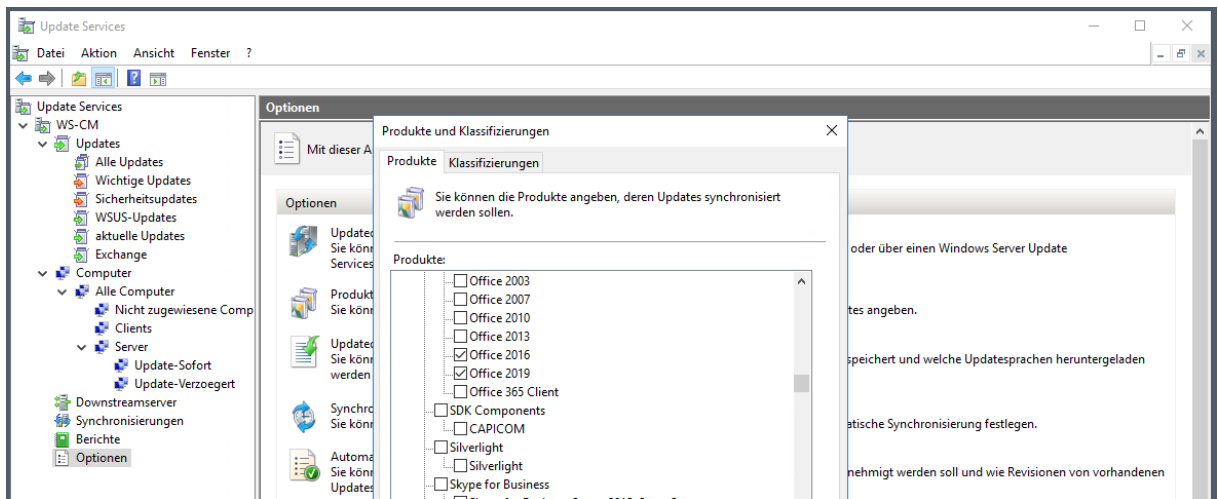 Update Services
Datei Aktion Ansicht Fenster ?
Update Services
WS-CM
Updates
Alle Updates
Wichtige Updates
Sicherheitsupdates
WSUS-Updates
aktuelle Updates
Exchange
Computer
Alle Computer
Nicht zugewiesene Comp
Clients
Server
Update-Sofort
Update-Verzoegert
Downstreamserver
Synchronisierungen
Berichte
Optionen
Optionen
Mit dieser A
Optionen
Updatec
Sie könn
Services
oder über einen Windows Server Update
Produkt
Sie könn
tes angeben.
Updatec
Sie könn
werden
speichert und welche Updatesprachen heruntergeladen
Synchro
Sie könn
atische Synchronisierung festlegen.
Automa
Sie könn
Updates
nehmigt werden soll und wie Revisionen von vorhandenen
Produkte und Klassifizierungen
Produkte Klassifizierungen
Sie können die Produkte angeben, deren Updates synchronisiert
werden sollen.
Produkte:
Office 2003
Office 2007
Office 2010
Office 2013
Office 2016
Office 2019
Office 365 Client
SDK Components
CAPICOM
Silverlight
Silverlight
Skype for Business